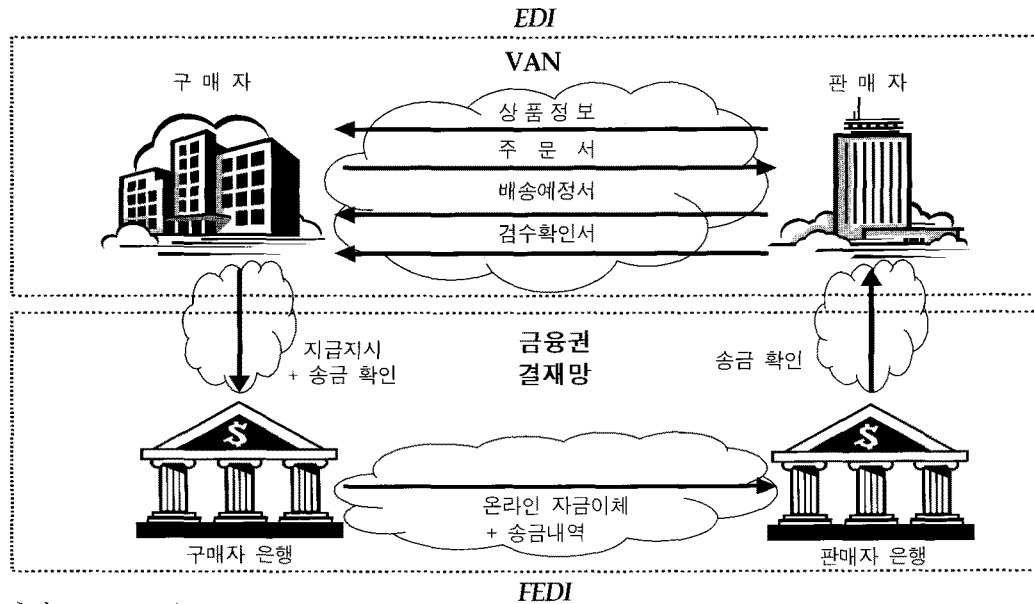 EDI
VAN
구 매 자
판 매 자
상 품 정 보
주 문 서
배송예정서
검수확인서
지급지시
+ 송금 확인
금융권
결재망
송금 확인
$
$
온라인 자금이체
+ 송금내역
구매자 은행
판매자 은행
FEDI